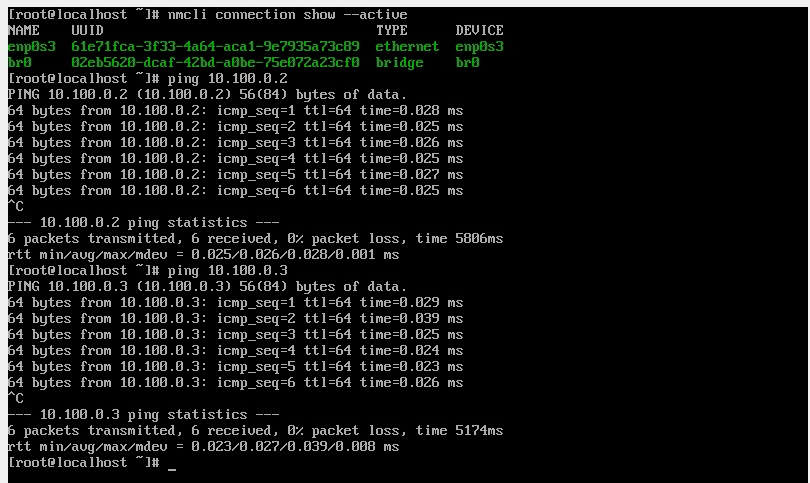 [root@localhost ~]# nmcli connection show --active
NAME    UUID                                  TYPE      DEVICE
enp0s3  61e71fca-3f33-4a64-aca1-9e7935a73c89  ethernet  enp0s3
br0     02eb5620-dcaf-42bd-a0be-75e072a23cf0  bridge    br0
[root@localhost ~]# ping 10.100.0.2
PING 10.100.0.2 (10.100.0.2) 56(84) bytes of data.
64 bytes from 10.100.0.2: icmp_seq=1 ttl=64 time=0.028 ms
64 bytes from 10.100.0.2: icmp_seq=2 ttl=64 time=0.025 ms
64 bytes from 10.100.0.2: icmp_seq=3 ttl=64 time=0.026 ms
64 bytes from 10.100.0.2: icmp_seq=4 ttl=64 time=0.025 ms
64 bytes from 10.100.0.2: icmp_seq=5 ttl=64 time=0.027 ms
64 bytes from 10.100.0.2: icmp_seq=6 ttl=64 time=0.025 ms
^C
--- 10.100.0.2 ping statistics ---
6 packets transmitted, 6 received, 0% packet loss, time 5806ms
rtt min/avg/max/mdev = 0.025/0.026/0.028/0.001 ms
[root@localhost ~]# ping 10.100.0.3
PING 10.100.0.3 (10.100.0.3) 56(84) bytes of data.
64 bytes from 10.100.0.3: icmp_seq=1 ttl=64 time=0.029 ms
64 bytes from 10.100.0.3: icmp_seq=2 ttl=64 time=0.039 ms
64 bytes from 10.100.0.3: icmp_seq=3 ttl=64 time=0.025 ms
64 bytes from 10.100.0.3: icmp_seq=4 ttl=64 time=0.024 ms
64 bytes from 10.100.0.3: icmp_seq=5 ttl=64 time=0.023 ms
64 bytes from 10.100.0.3: icmp_seq=6 ttl=64 time=0.026 ms
^C
--- 10.100.0.3 ping statistics ---
6 packets transmitted, 6 received, 0% packet loss, time 5174ms
rtt min/avg/max/mdev = 0.023/0.027/0.039/0.008 ms
[root@localhost ~]# _